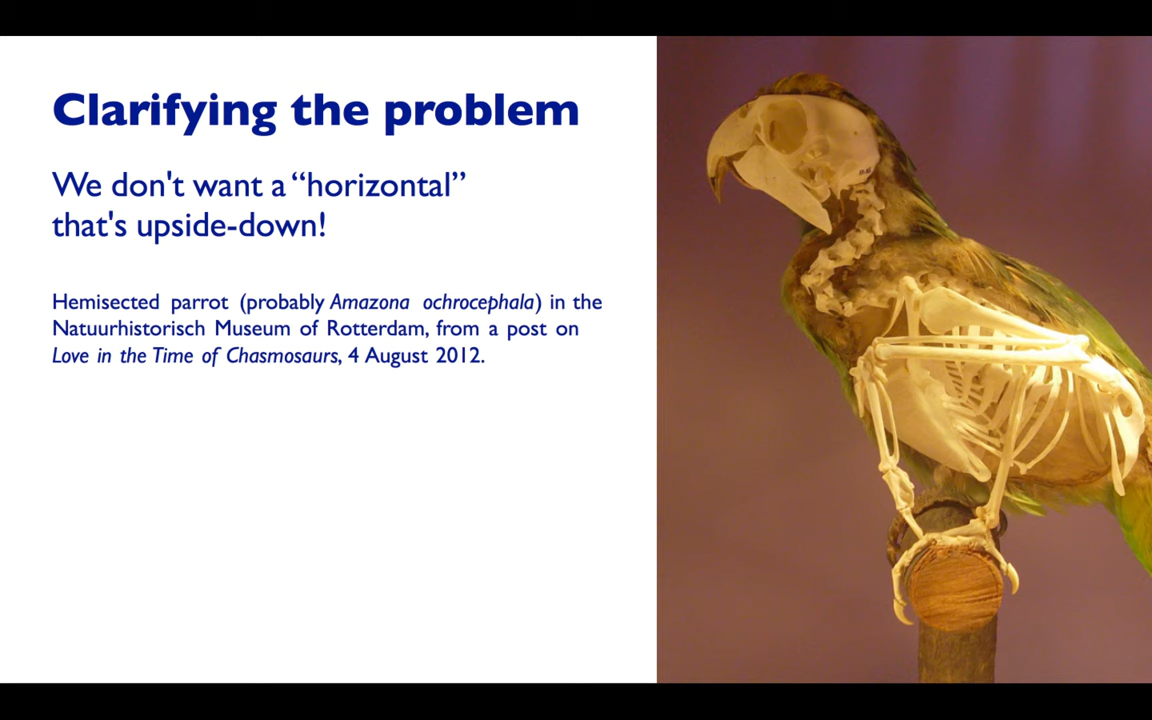 Clarifying the problem
We don't want a “horizontal”
that's upside-down!
Hemisected parrot (probably Amazona ochrocephala) in the
Natuurhistorisch Museum of Rotterdam, from a post on
Love in the Time of Chasmosaurs, 4 August 2012.